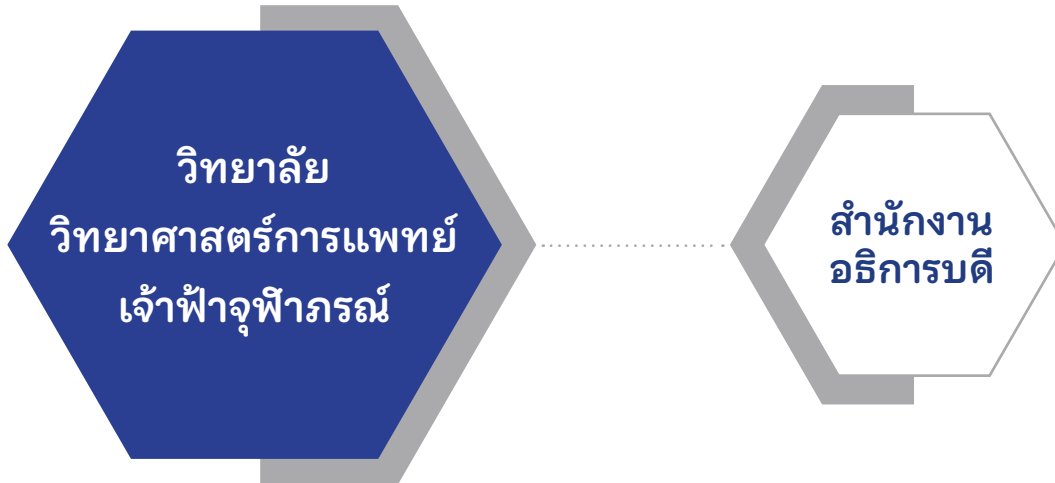 วิทยาลัย
วิทยาศาสตร์การแพทย์
เจ้าฟ้าจุฬาภรณ์
สำนักงาน
อธิการบดี